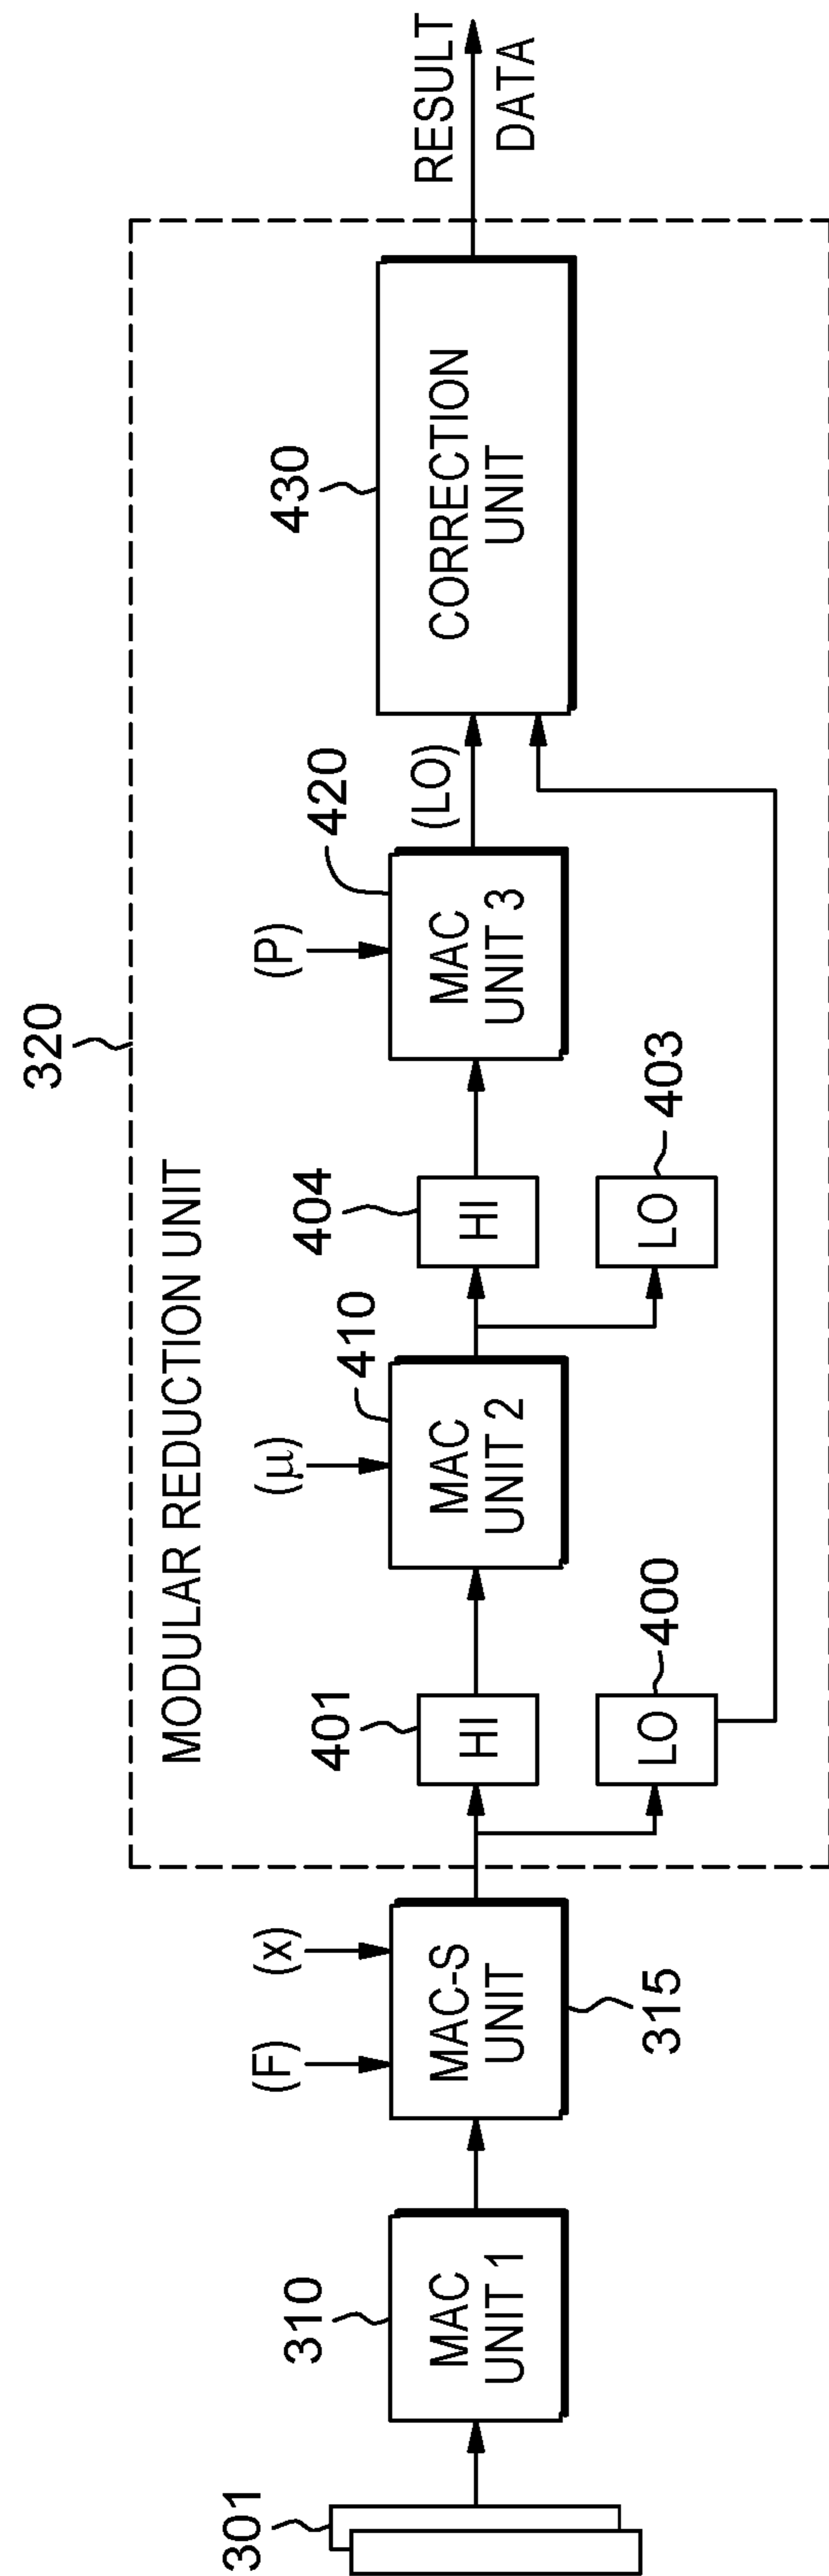 320
MODULAR REDUCTION UNIT
301
310
MAC
UNIT 1
(F)
(x)
MAC-S
UNIT
315
401
HI
LO
400
(μ)
410
MAC
UNIT 2
404
HI
LO
403
(P)
420
MAC
UNIT 3
(LO)
430
CORRECTION
UNIT
RESULT
DATA